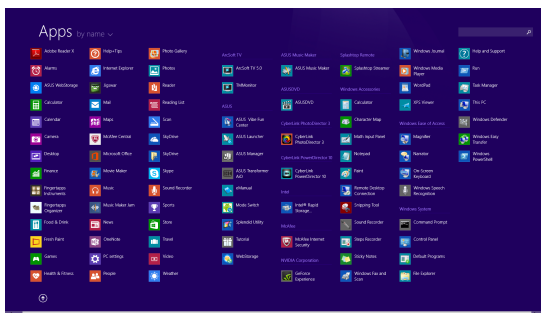 Apps by name
Adobe Reader X
Alarms
ASUS WebStorage
Calculator
Calendar
Camera
Desktop
Finance
Fingertapps Instruments
Fingertapps Organizer
Food & Drink
Fresh Paint
Games
Health & Fitness
Help+Tips
Internet Explorer
Jigawar
Mail
Maps
McAfee Central
Microsoft Office
Movie Maker
Music
Music Maker Jam
News
OneNote
PC settings
People
Photo Gallery
Photos
Reader
Reading List
Scan
SkyDrive
SkyDrive
Skype
Sound Recorder
Sports
Store
Travel
Video
Weather
ArcSoft TV
ArcSoft TV 5.0
TMMonitor
ASUS
ASUS Vibe Fun Center
ASUS Launcher
ASUS Manager
ASUS Transformer AiO
eManual
Mode Switch
Splendid Utility
Tutorial
WebStorage
ASUS Music Maker
ASUS Music Maker
ASUSDVD
ASUSDVD
CyberLink PhotoDirector 3
CyberLink PhotoDirector 3
CyberLink PowerDirector 10
CyberLink PowerDirector 10
Intel
Intel® Rapid Storage...
McAfee
McAfee Internet Security
NVIDIA Corporation
GeForce Experience
Splashtop Remote
Splashtop Streamer
Windows Accessories
Calculator
Character Map
Math Input Panel
Notepad
Paint
Remote Desktop Connection
Snipping Tool
Sound Recorder
Steps Recorder
Sticky Notes
Windows Fax and Scan
Windows Journal
Windows Media Player
WordPad
XPS Viewer
Windows Ease of Access
Magnifier
Narrator
On-Screen Keyboard
Windows Speech Recognition
Windows System
Command Prompt
Control Panel
Default Programs
File Explorer
Help and Support
Run
Task Manager
This PC
Windows Defender
Windows Easy Transfer
Windows PowerShell